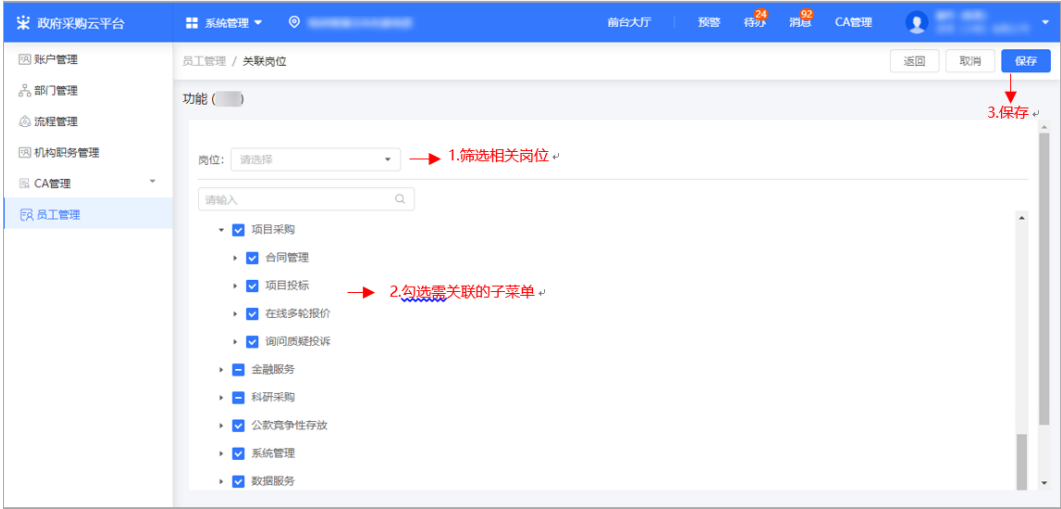 政府采购云平台
系统管理
前台大厅
预警
待办
24
消息
92
CA管理
账户管理
部门管理
流程管理
机构职务管理
CA管理
员工管理
员工管理 / 关联岗位
返回
取消
保存
功能 ( )
3.保存
岗位: 请选择
1.筛选相关岗位
请输入
项目采购
合同管理
项目投标
2.勾选需关联的子菜单
在线多轮报价
询问质疑投诉
金融服务
科研采购
公款竞争性存放
系统管理
数据服务